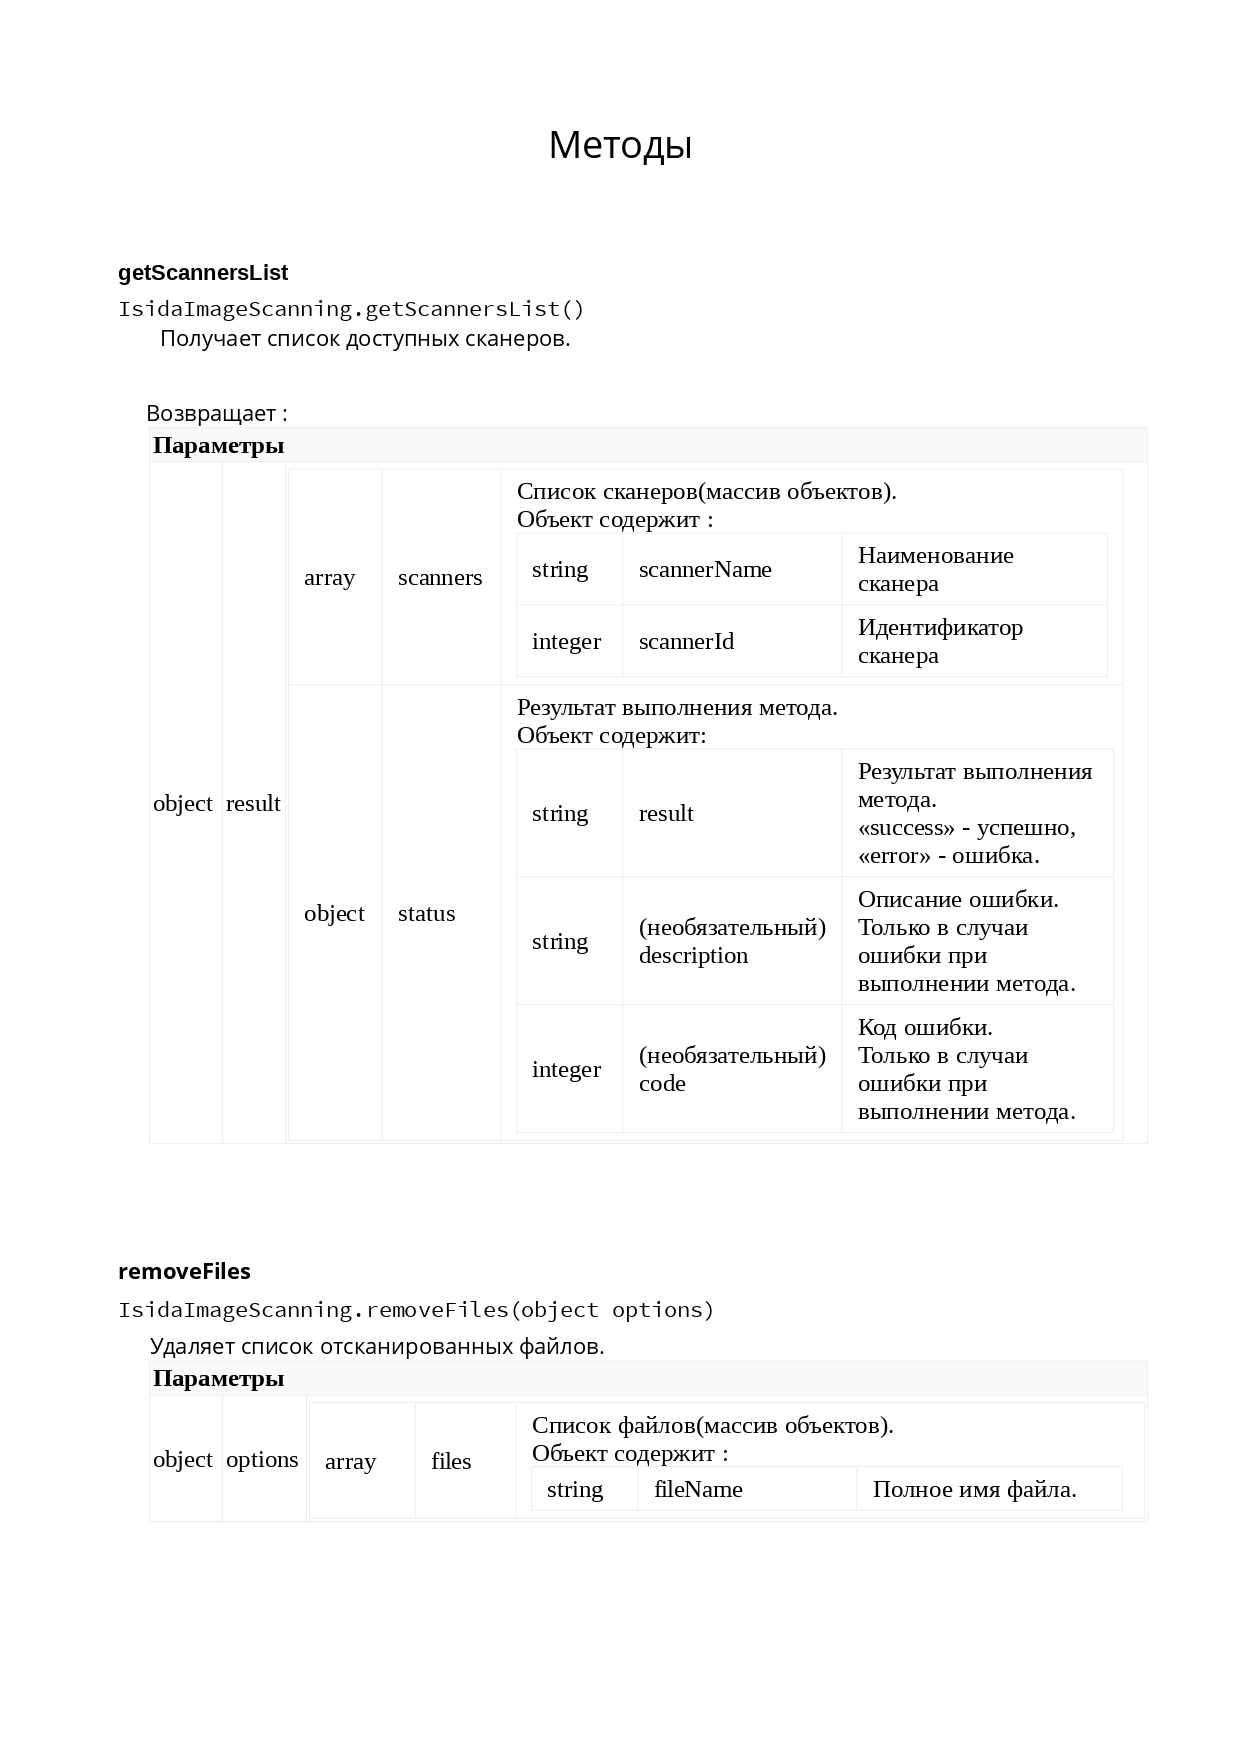 Методы
getScannersList
IsidaImageScanning.getScannersList()
Получает список доступных сканеров.
Возвращает :
Параметры
object
result
array
scanners
Список сканеров(массив объектов).
Объект содержит :
string
scannerName
Наименование
сканера
integer
scannerId
Идентификатор
сканера
object
status
Результат выполнения метода.
Объект содержит:
string
result
Результат выполнения
метода.
«success» - успешно,
«error» - ошибка.
string
(необязательный)
description
Описание ошибки.
Только в случаи
ошибки при
выполнении метода.
integer
(необязательный)
code
Код ошибки.
Только в случаи
ошибки при
выполнении метода.
removeFiles
IsidaImageScanning.removeFiles(object options)
Удаляет список отсканированных файлов.
Параметры
object
options
array
files
Список файлов(массив объектов).
Объект содержит :
string
fileName
Полное имя файла.